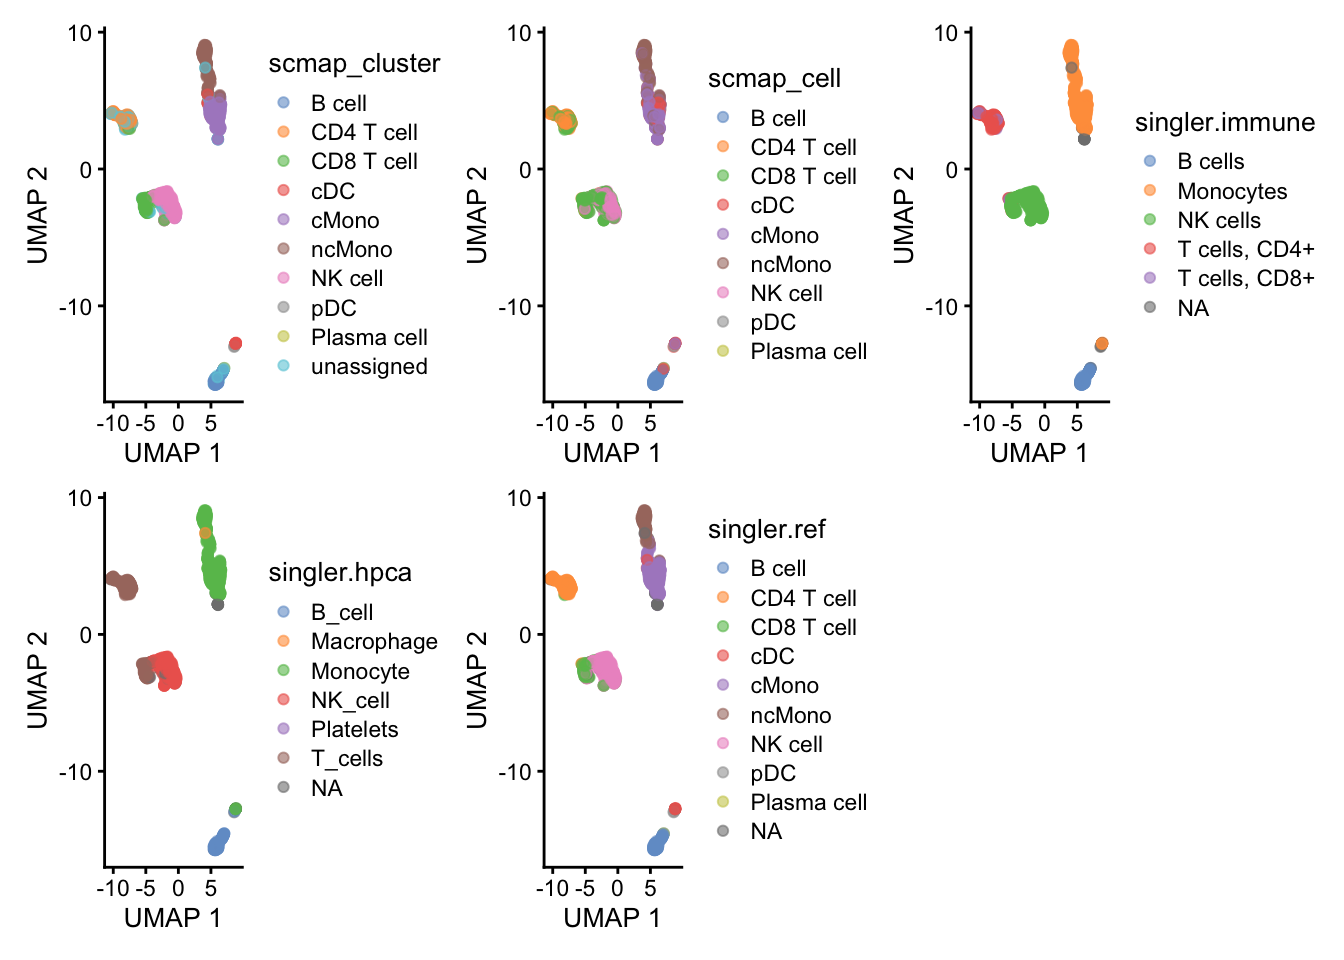 scmap_cluster
B cell
CD4 T cell
CD8 T cell
cDC
cMono
ncMono
NK cell
pDC
Plasma cell
unassigned
10
0
-10
UMAP 2
-10 -5 0 5
UMAP 1
scmap_cell
B cell
CD4 T cell
CD8 T cell
cDC
cMono
ncMono
NK cell
pDC
Plasma cell
10
0
-10
UMAP 2
-10 -5 0 5
UMAP 1
singler.immune
B cells
Monocytes
NK cells
T cells, CD4+
T cells, CD8+
NA
10
0
-10
UMAP 2
-10 -5 0 5
UMAP 1
singler.hpca
B_cell
Macrophage
Monocyte
NK_cell
Platelets
T_cells
NA
10
0
-10
UMAP 2
-10 -5 0 5
UMAP 1
singler.ref
B cell
CD4 T cell
CD8 T cell
cDC
cMono
ncMono
NK cell
pDC
Plasma cell
NA
10
0
-10
UMAP 2
-10 -5 0 5
UMAP 1